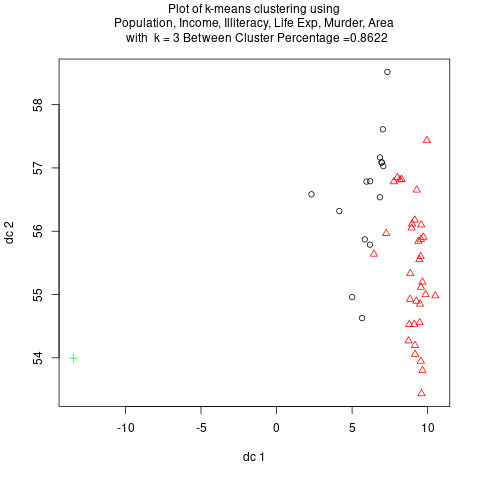 Plot of k-means clustering using
Population, Income, Illiteracy, Life Exp, Murder, Area
with k = 3 Between Cluster Percentage =0.8622
58
57
56
55
54
dc 2
-10 -5 0 5 10
dc 1